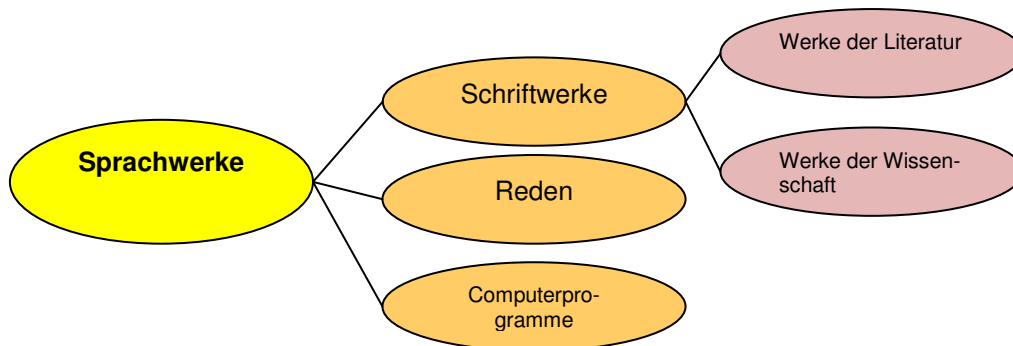 Sprachwerke
Schriftwerke
Reden
Computerpro-
gramme
Werke der Literatur
Werke der Wissen-
schaft